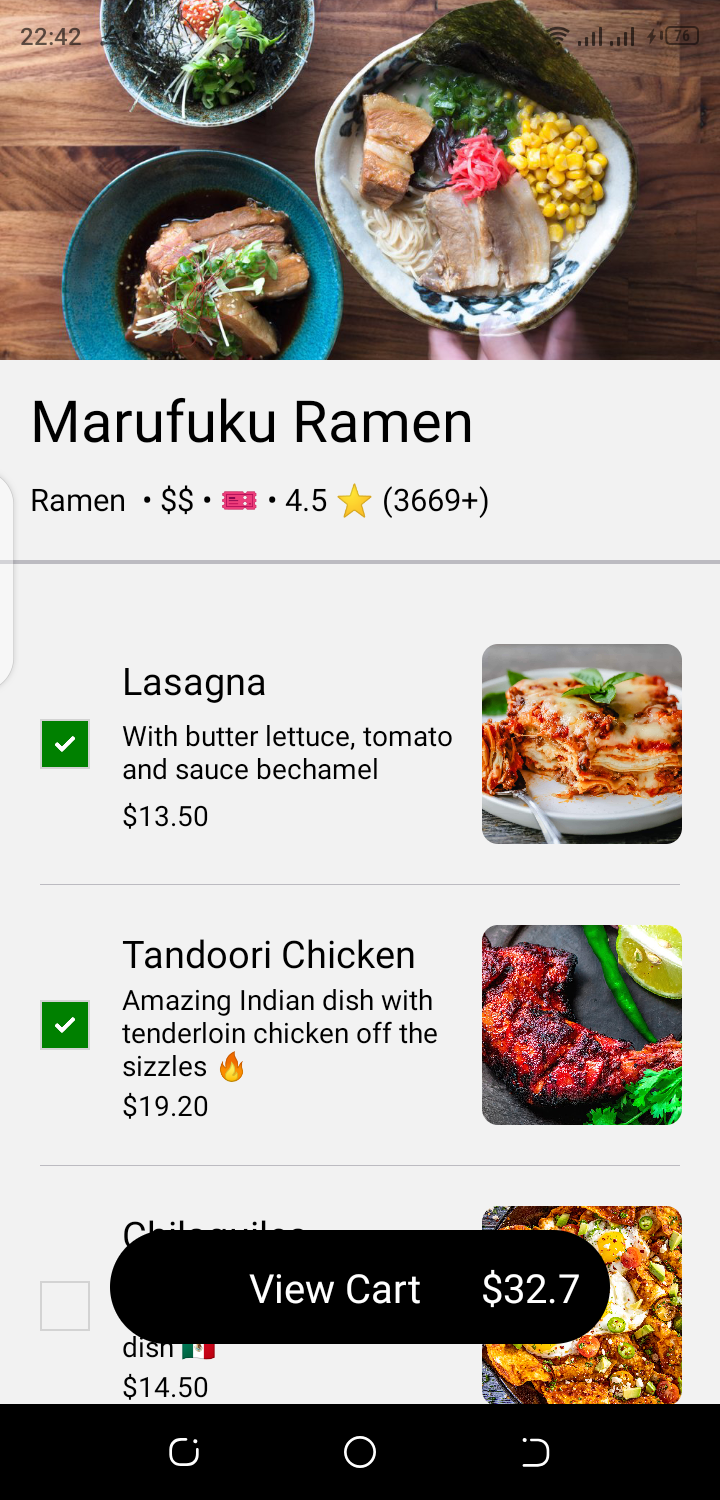 22:42
76
Marufuku Ramen
Ramen • $$ • 🎫 • 4.5 ⭐ (3669+)
Lasagna
With butter lettuce, tomato
and sauce bechamel
$13.50
Tandoori Chicken
Amazing Indian dish with
tenderloin chicken off the
sizzles 🔥
$19.20
Chilaquiles
View Cart $32.7
dish 🇲🇽
$14.50